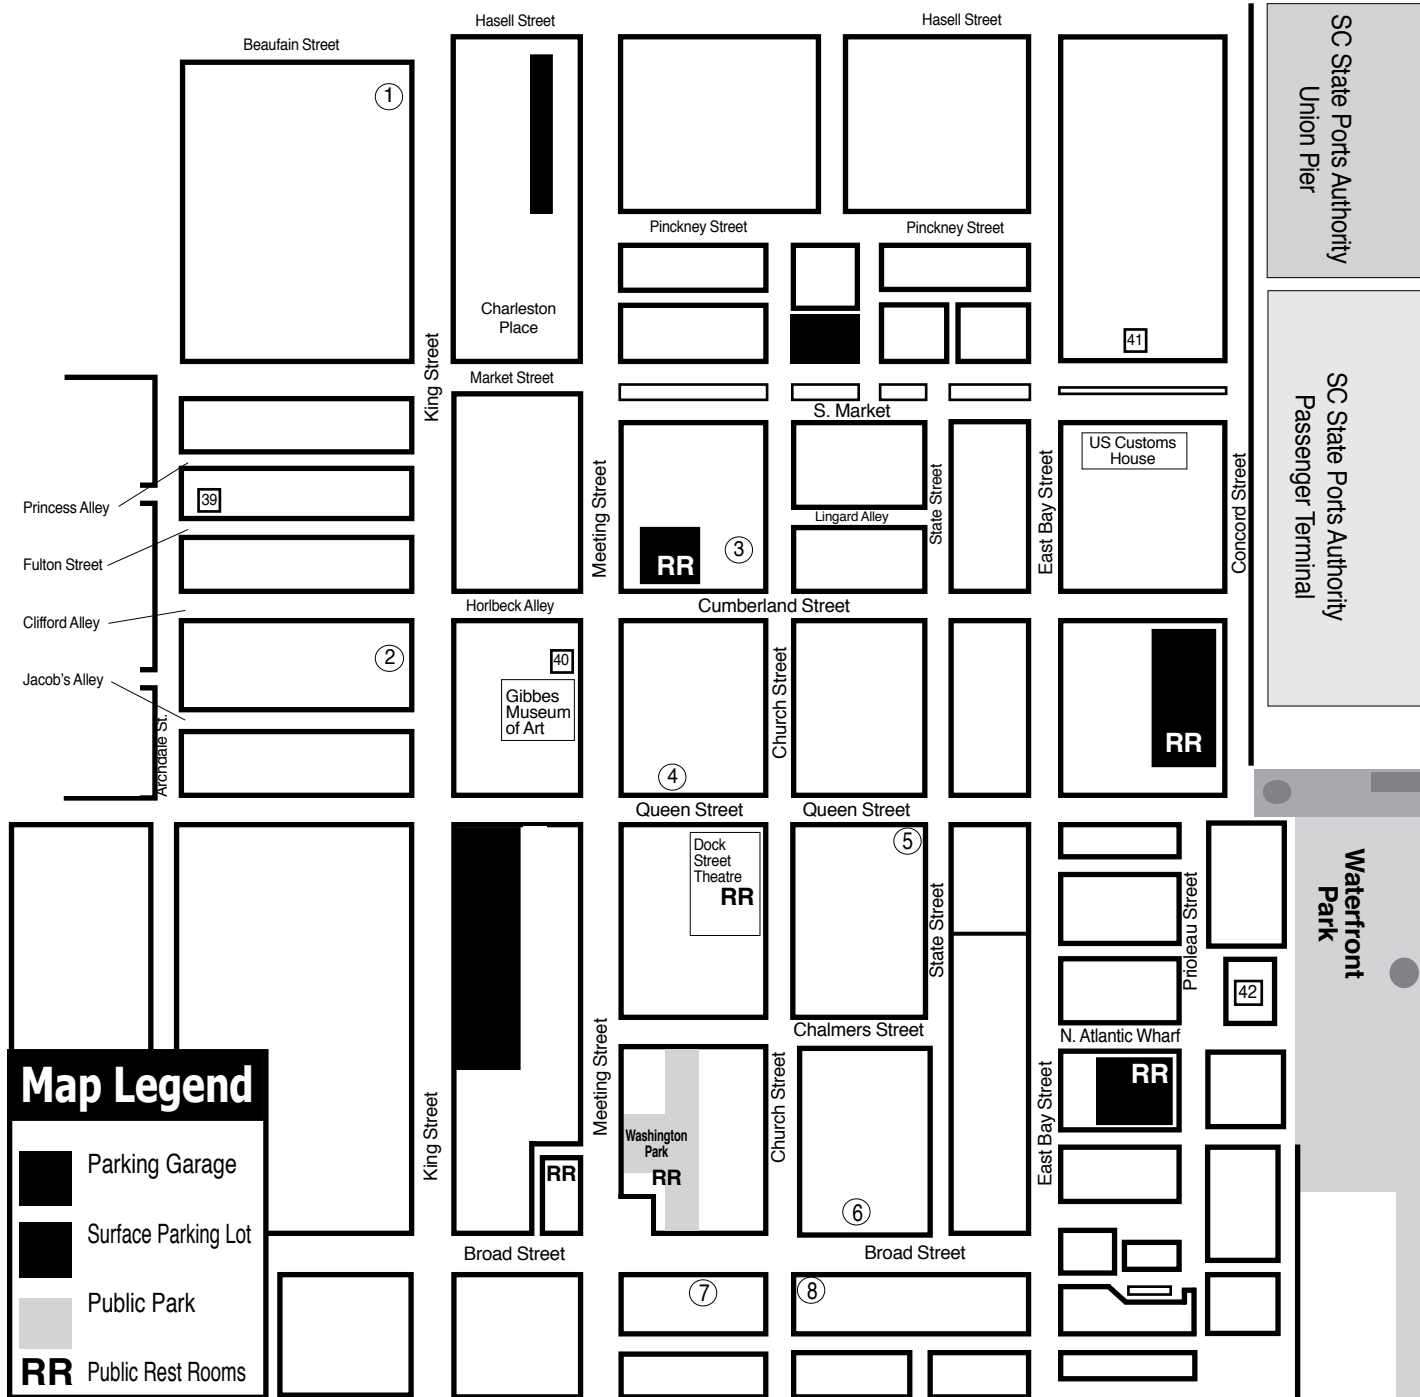 Hasell Street
Hasell Street
Beaufain Street
SC State Ports Authority
Union Pier
1
Pinckney Street
Pinckney Street
Charleston
Place
41
King Street
Market Street
S. Market
SC State Ports Authority
Passenger Terminal
US Customs
House
Meeting Street
State Street
East Bay Street
Concord Street
Princess Alley
39
Lingard Alley
3
RR
Fulton Street
Horlbeck Alley
Cumberland Street
Clifford Alley
2
40
Church Street
Jacob's Alley
Gibbes
Museum
of Art
Archdale St.
RR
4
Queen Street
Queen Street
5
Dock
Street
Theatre
RR
Waterfront
Park
State Street
Prioleau Street
42
Chalmers Street
N. Atlantic Wharf
Meeting Street
Church Street
East Bay Street
King Street
RR
Washington
Park
RR
RR
6
Broad Street
Broad Street
7
8
Map Legend
Parking Garage
Surface Parking Lot
Public Park
RR Public Rest Rooms